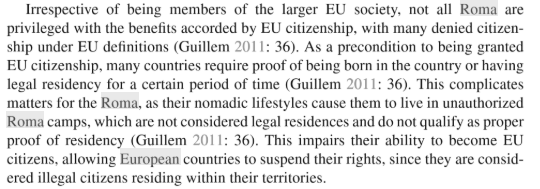 Irrespective of being members of the larger EU society, not all Roma are
privileged with the benefits accorded by EU citizenship, with many denied citizen-
ship under EU definitions (Guillem 2011: 36). As a precondition to being granted
EU citizenship, many countries require proof of being born in the country or having
legal residency for a certain period of time (Guillem 2011: 36). This complicates
matters for the Roma, as their nomadic lifestyles cause them to live in unauthorized
Roma camps, which are not considered legal residences and do not qualify as proper
proof of residency (Guillem 2011: 36). This impairs their ability to become EU
citizens, allowing European countries to suspend their rights, since they are consid-
ered illegal citizens residing within their territories.